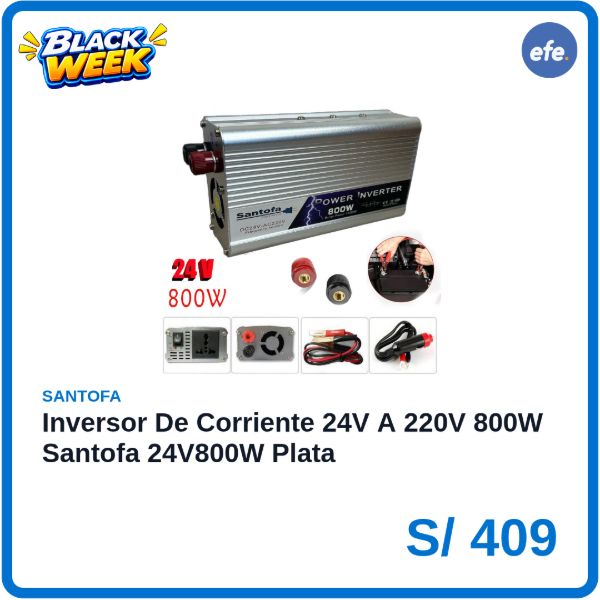 BLACK
WEEK
efe.
POWER INVERTER
800W
Santofa
24V
800W
SANTOFA
Inversor De Corriente 24V A 220V 800W
Santofa 24V800W Plata
S/ 409